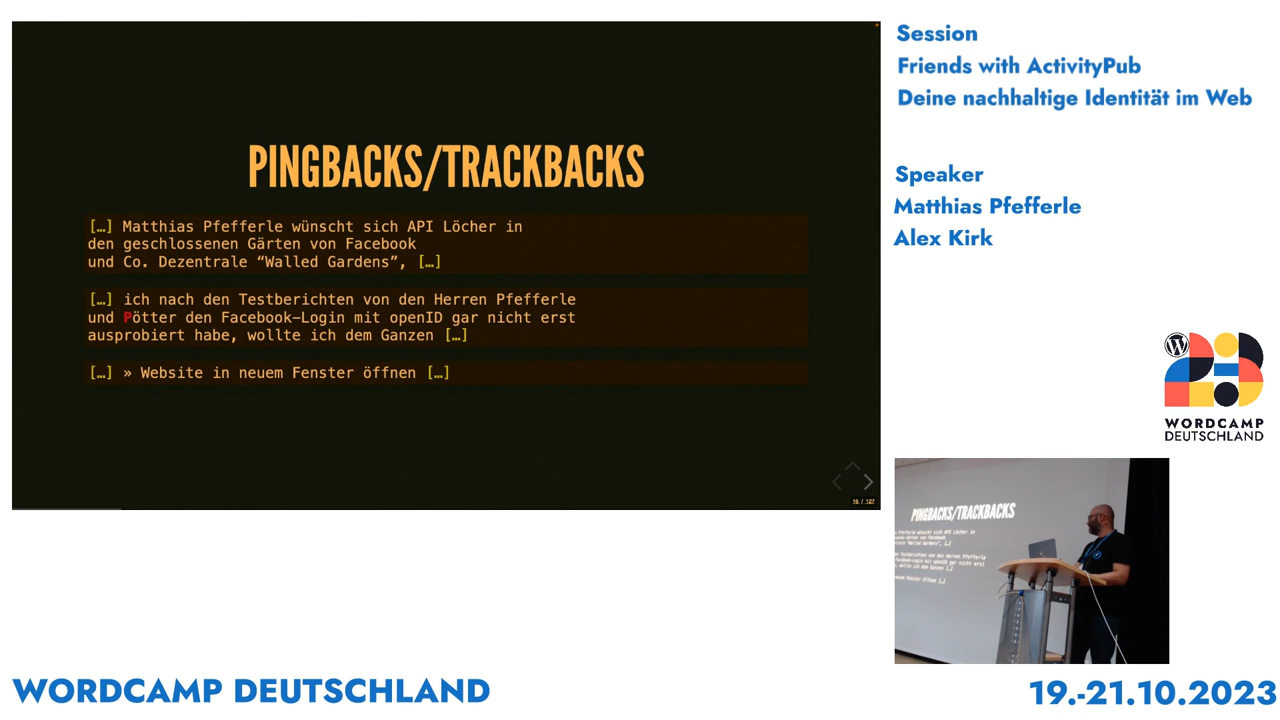 PINGBACKS/TRACKBACKS
[…] Matthias Pfefferle wünscht sich API Löcher in
den geschlossenen Gärten von Facebook
und Co. Dezentrale “Walled Gardens”, […]
[…] ich nach den Testberichten von den Herren Pfefferle
und Pötter den Facebook-Login mit openID gar nicht erst
ausprobiert habe, wollte ich dem Ganzen […]
[…] » Website in neuem Fenster öffnen […]
Session
Friends with ActivityPub
Deine nachhaltige Identität im Web
Speaker
Matthias Pfefferle
Alex Kirk
WORDCAMP
DEUTSCHLAND
PINGBACKS/TRACKBACKS
WORDCAMP DEUTSCHLAND
19.-21.10.2023